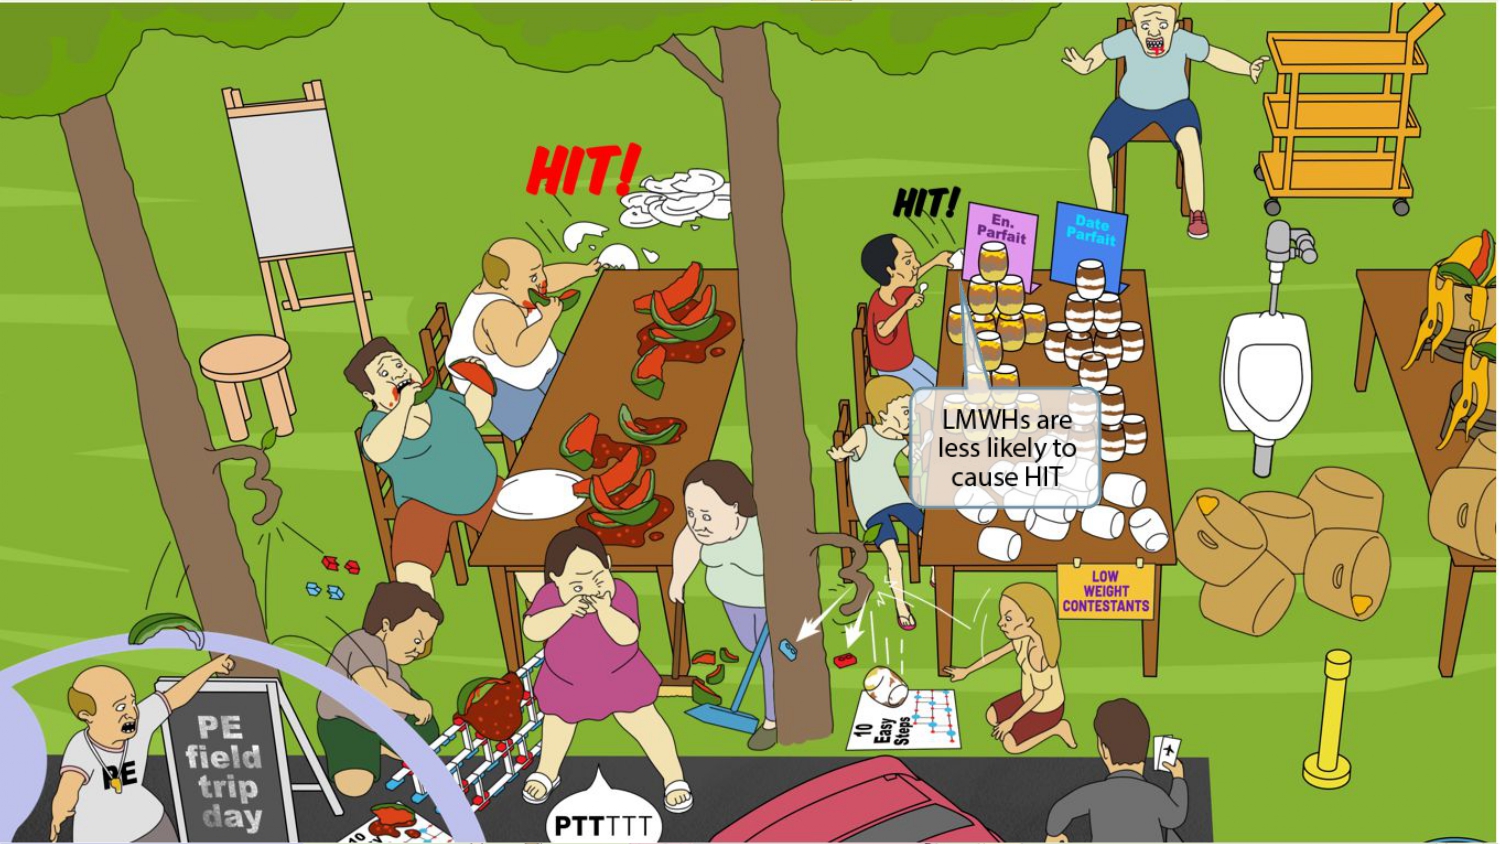 HIT!
HIT!
En.
Parfait
Date
Parfait
LMWHs are
less likely to
cause HIT
LOW
WEIGHT
CONTESTANTS
10
Easy
Steps
PE
PE
field
trip
day
PTTTTT
10